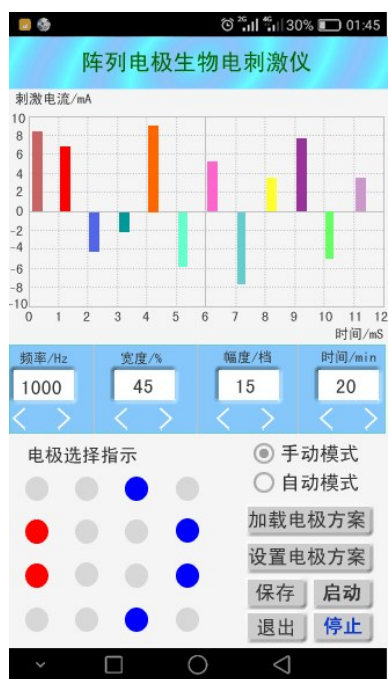 2G 4G 30% 01:45
阵列电极生物电刺激仪
刺激电流/mA
10
8
6
4
2
0
-2
-4
-6
-8
-10
0 1 2 3 4 5 6 7 8 9 10 11 12
时间/mS
频率/Hz 宽度/% 幅度/档 时间/min
1000 45 15 20
电极选择指示
手动模式
自动模式
加载电极方案
设置电极方案
保存 启动
退出 停止